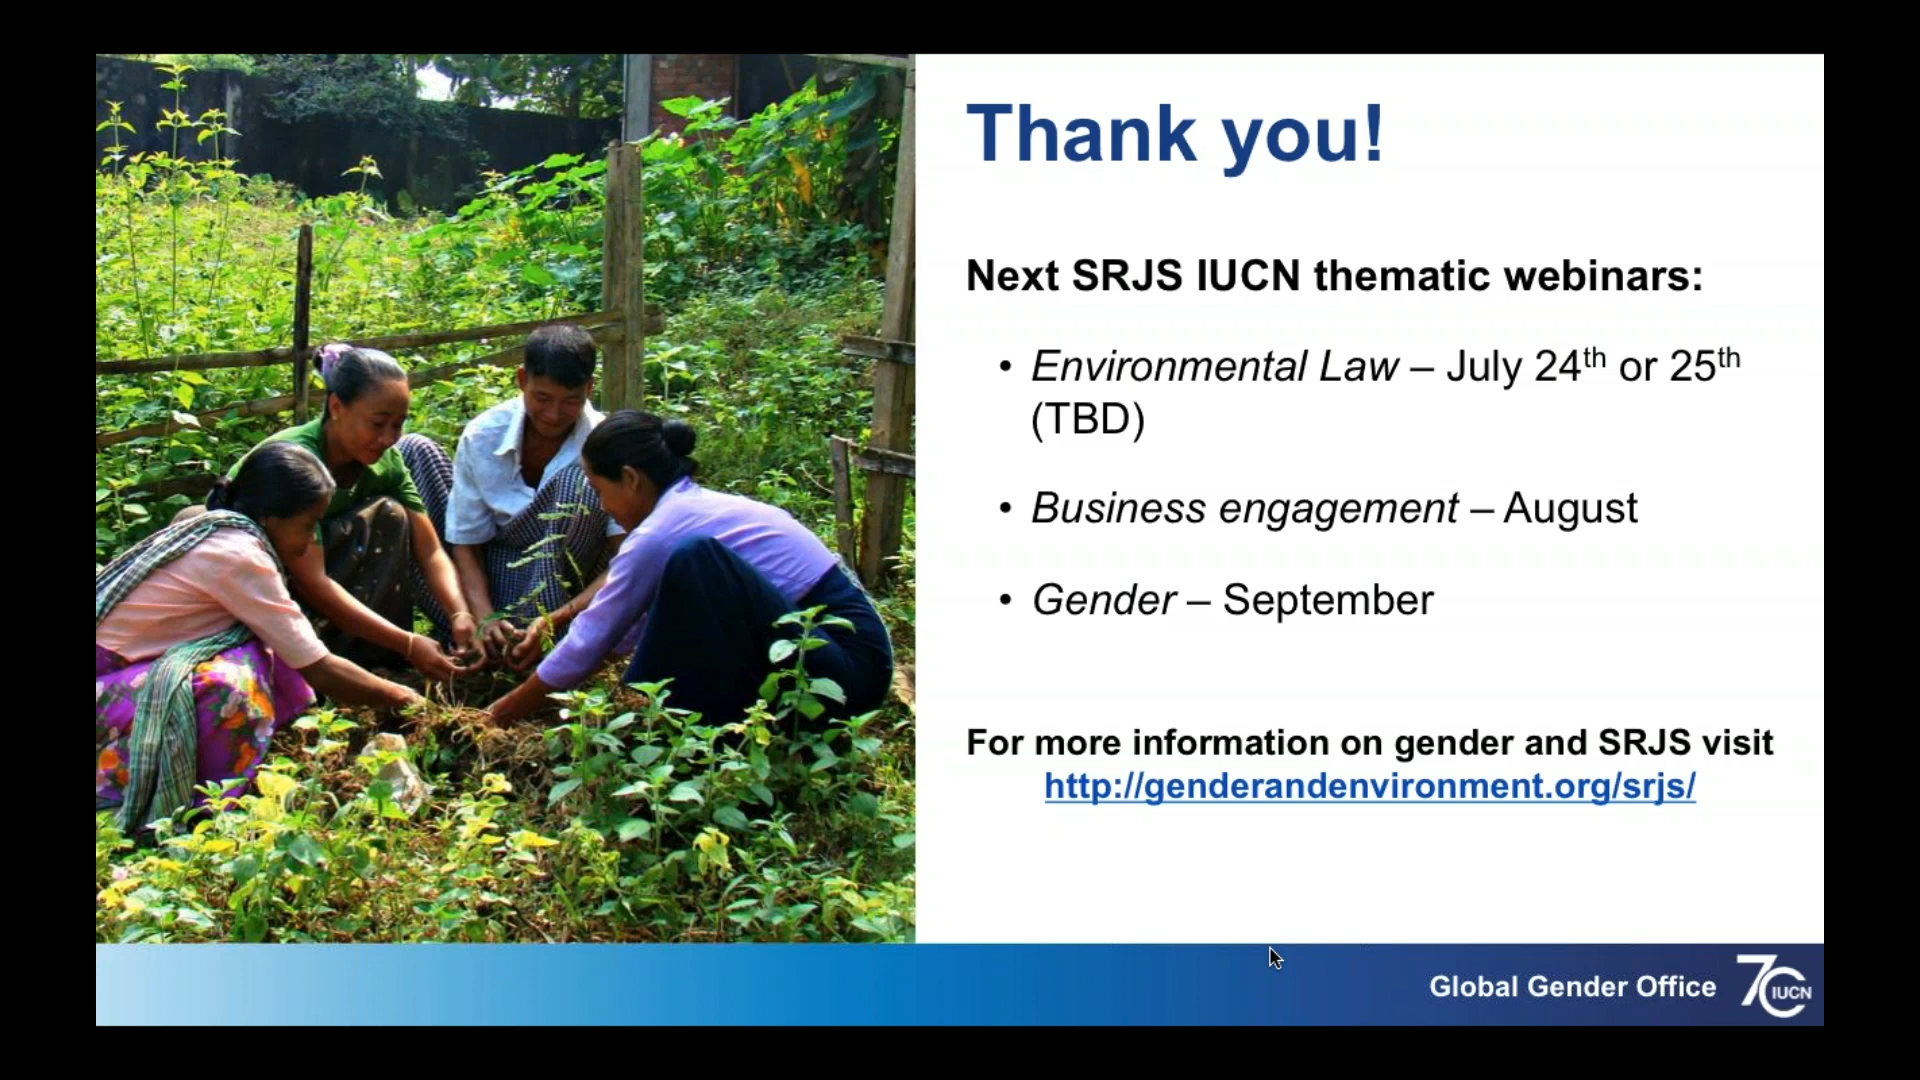 Thank you!
Next SRJS IUCN thematic webinars:
• Environmental Law – July 24th or 25th
(TBD)
• Business engagement – August
• Gender – September
For more information on gender and SRJS visit
http://genderandenvironment.org/srjs/
Global Gender Office
70 IUCN